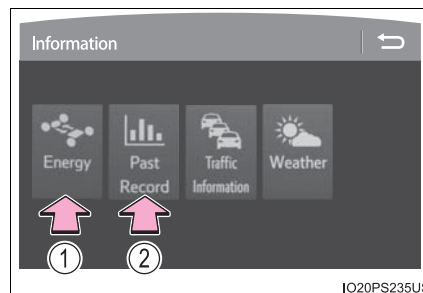 Information
Energy
Past
Record
Traffic
Information
Weather
1
2
IO20PS235US